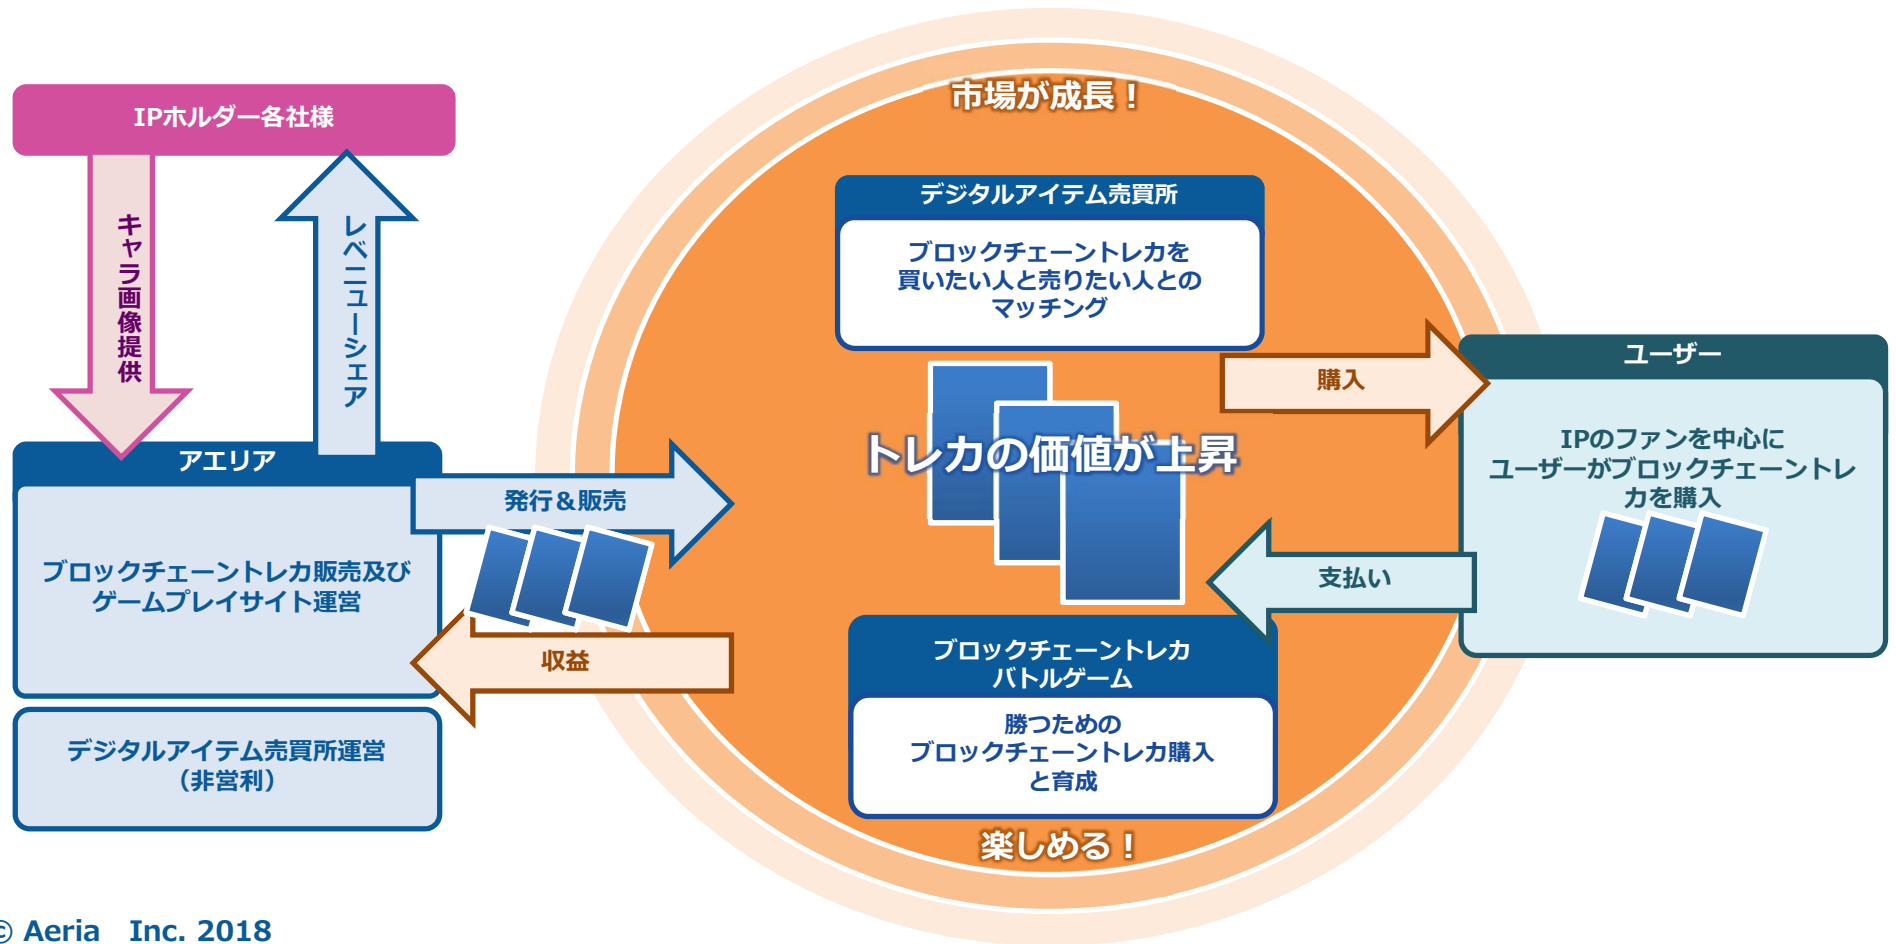 市場が成長！
IPホルダー各社様
キャラ画像提供
レベニューシェア
デジタルアイテム売買所
ブロックチェーントレカを
買いたい人と売りたい人との
マッチング
購入
ユーザー
IPのファンを中心に
ユーザーがブロックチェーントレ
カを購入
トレカの価値が上昇
アエリア
ブロックチェーントレカ販売及び
ゲームプレイサイト運営
発行＆販売
収益
支払い
デジタルアイテム売買所運営
（非営利）
ブロックチェーントレカ
バトルゲーム
勝つための
ブロックチェーントレカ購入
と育成
楽しめる！
© Aeria　Inc. 2018